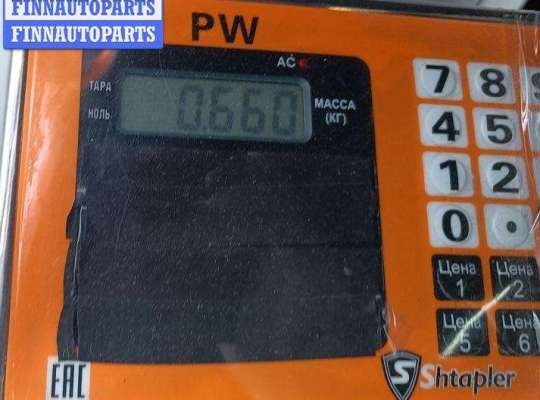 FINNAUTOPARTS
FINNAUTOPARTS
PW
AC
ТАРА
НОЛЬ
0.660
МАССА
(КГ)
7 8 9
4 5
1 2
0 •
Цена 1
Цена 2
Цена 5
Цена 6
EAC
S Shtapler